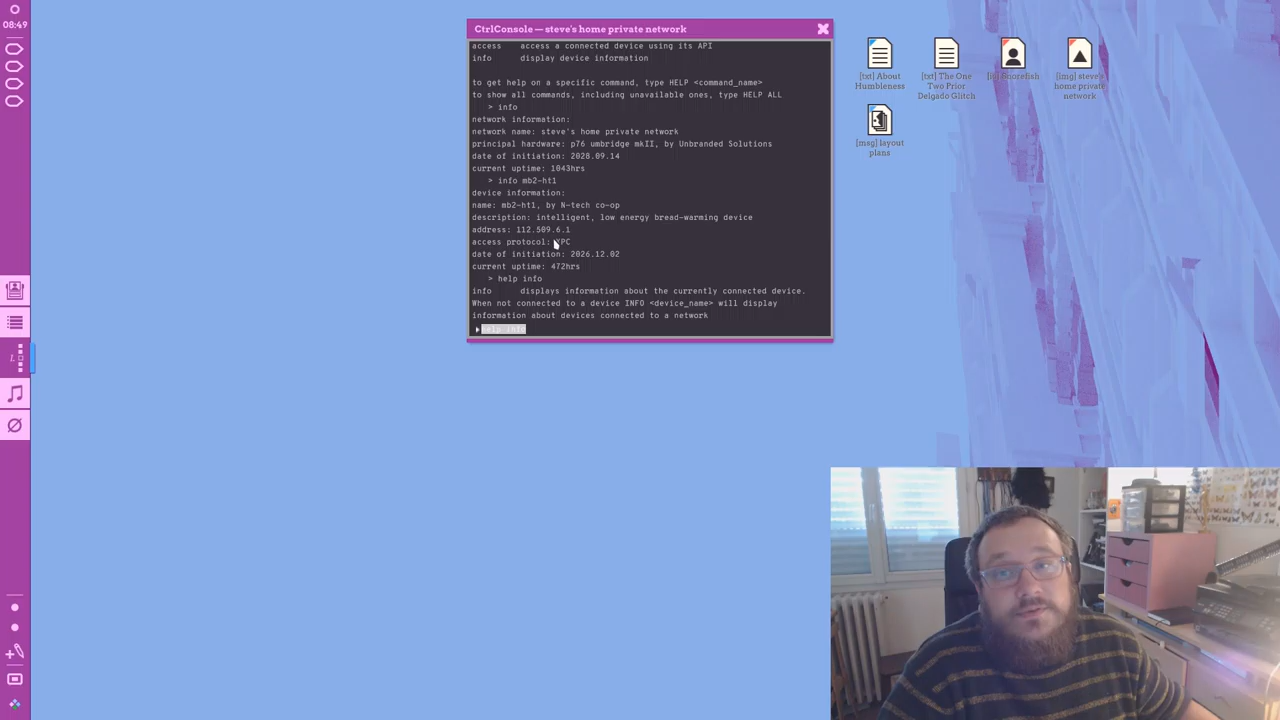 08:49
CtrlConsole — steve's home private network
access access a connected device using its API
info display device information
to get help on a specific command, type HELP <command_name>
to show all commands, including unavailable ones, type HELP ALL
> info
network information:
network name: steve's home private network
principal hardware: p76 umbridge mkII, by Unbranded Solutions
date of initiation: 2028.09.14
current uptime: 1043hrs
> info mb2-ht1
device information:
name: mb2-ht1, by N-tech co-op
description: intelligent, low energy bread-warming device
address: 112.509.6.1
access protocol:
date of initiation: 2026.12.02
current uptime: 472hrs
> help info
info displays information about the currently connected device.
When not connected to a device INFO <device_name> will display
information about devices connected to a network
help info
[txt] About
Humbleness
[txt] The One
Two Prior
Delgado Glitch
[img] steve's
home private
network
[msg] layout
plans
L